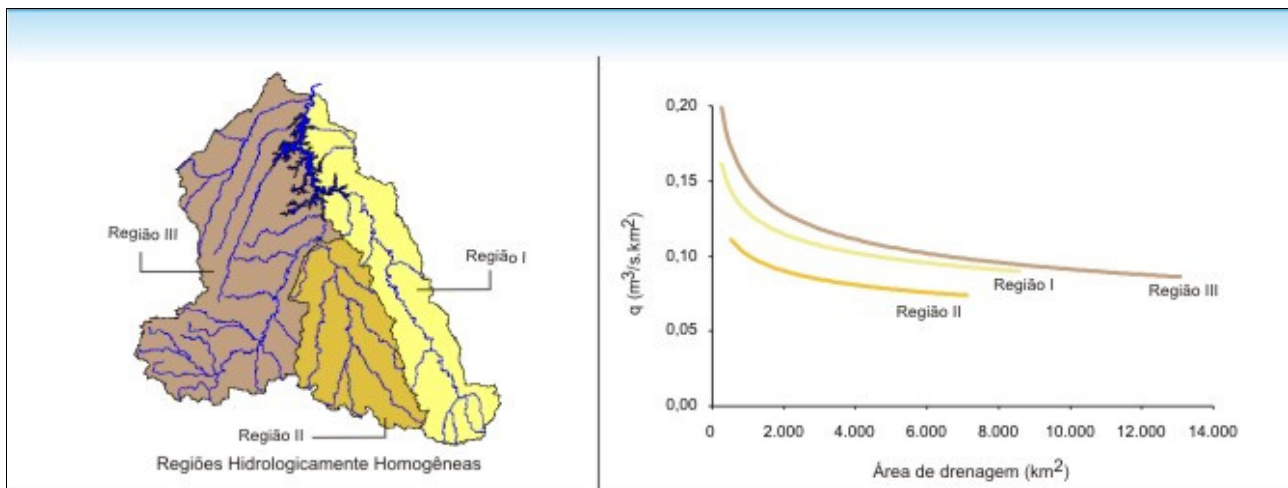 Região III
Região I
Região II
Regiões Hidrologicamente Homogêneas
q (m³/s.km²)
0,20
0,15
0,10
0,05
0,00
Região I
Região II
Região III
0 2.000 4.000 6.000 8.000 10.000 12.000 14.000
Área de drenagem (km²)